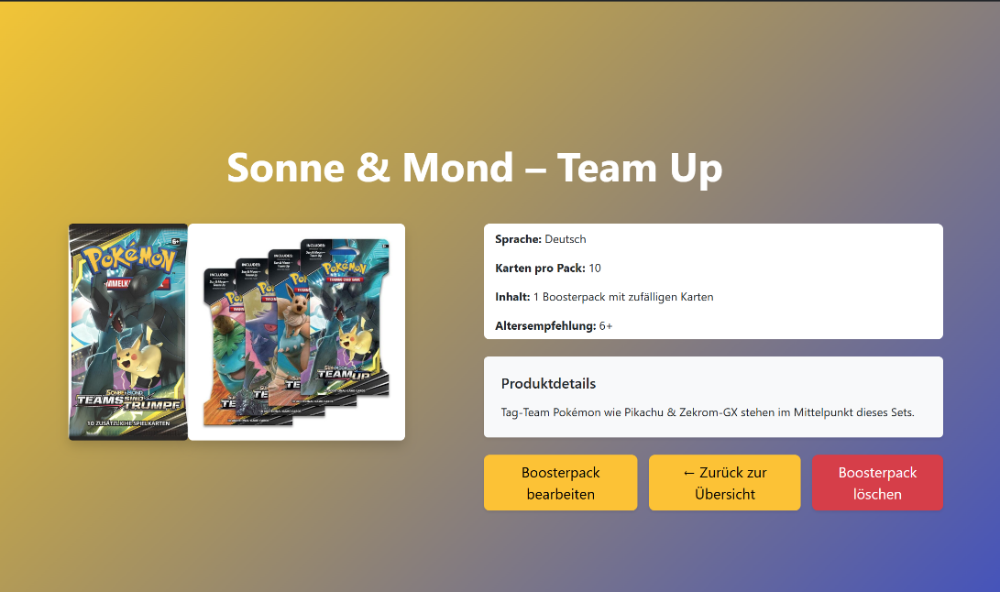 Sonne & Mond – Team Up
POKéMON
6+
SONNE & MOND
TEAMS SIND TRUMPF
10 ZUSÄTZLICHE SPIELKARTEN
INCLUDES:
INCLUDES:
INCLUDES:
INCLUDES:
POKéMON
SUN & MOON
TEAM UP
Sprache: Deutsch
Karten pro Pack: 10
Inhalt: 1 Boosterpack mit zufälligen Karten
Altersempfehlung: 6+
Produktdetails
Tag-Team Pokémon wie Pikachu & Zekrom-GX stehen im Mittelpunkt dieses Sets.
Boosterpack
bearbeiten
← Zurück zur
Übersicht
Boosterpack
löschen